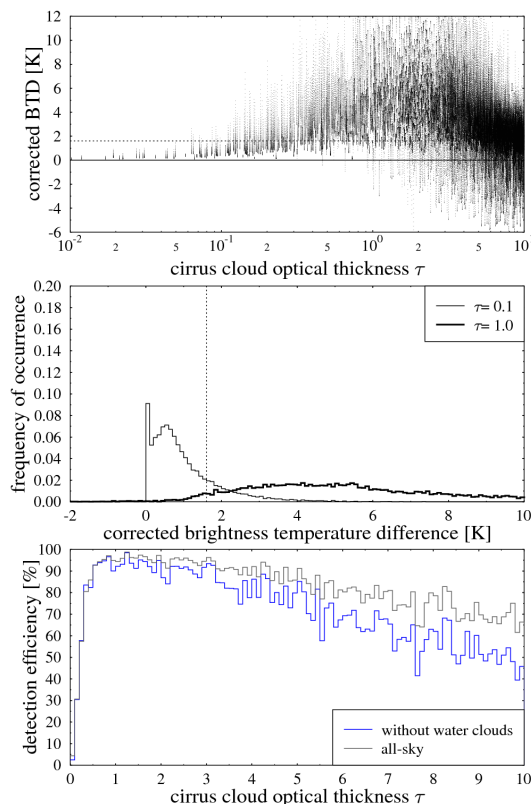 12
10
8
6
4
2
0
-2
-4
-6
corrected BTD [K]
10-2 2 5 10-1 2 5 100 2 5 10
cirrus cloud optical thickness τ
0.20
0.18
0.16
0.14
0.12
0.10
0.08
0.06
0.04
0.02
0.00
frequency of occurrence
τ= 0.1
τ= 1.0
-2 0 2 4 6 8 10
corrected brightness temperature difference [K]
100
90
80
70
60
50
40
30
20
10
0
detection efficiency [%]
without water clouds
all-sky
0 1 2 3 4 5 6 7 8 9 10
cirrus cloud optical thickness τ